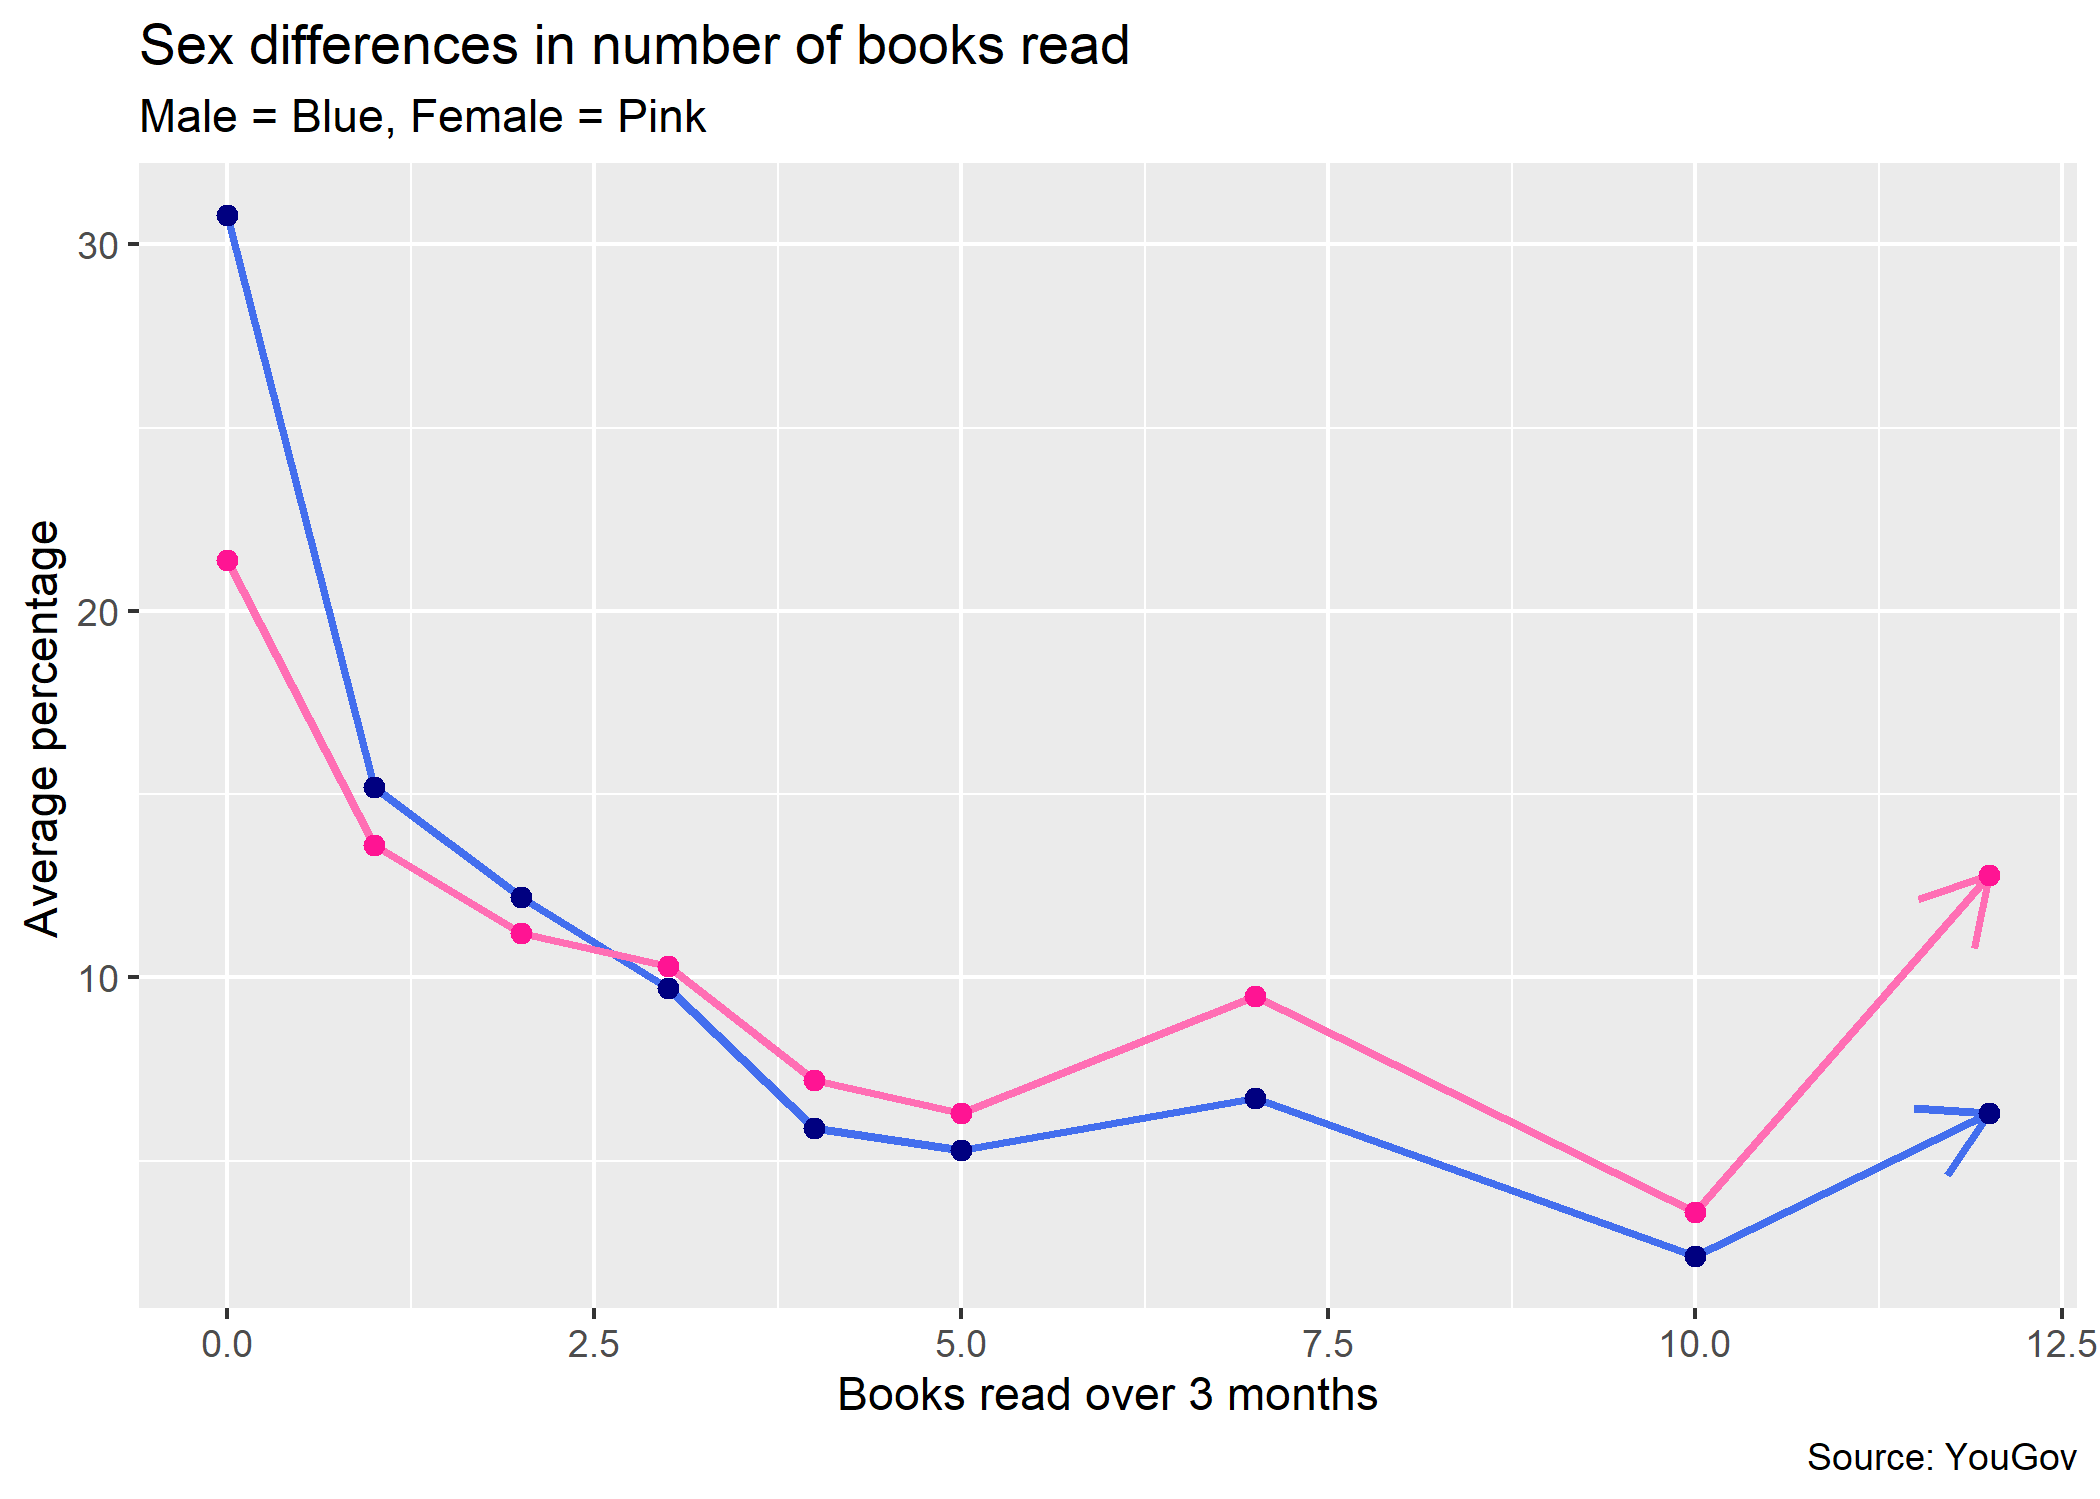 Sex differences in number of books read
Male = Blue, Female = Pink
Average percentage
30
20
10
0.0 2.5 5.0 7.5 10.0 12.5
Books read over 3 months
Source: YouGov